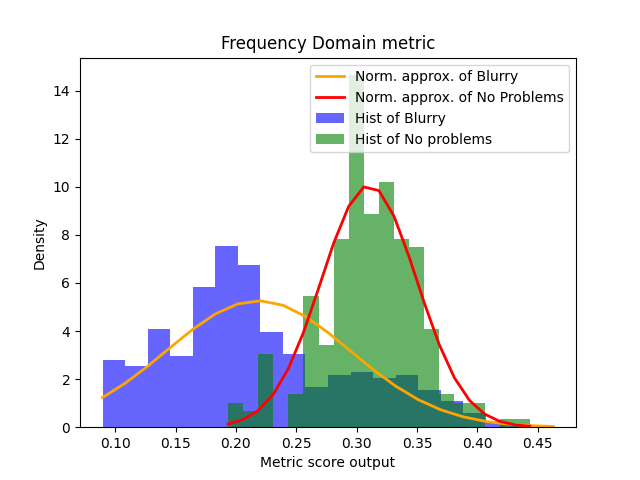 Frequency Domain metric
Norm. approx. of Blurry
Norm. approx. of No Problems
Hist of Blurry
Hist of No problems
14
12
10
8
6
4
2
0
Density
0.10 0.15 0.20 0.25 0.30 0.35 0.40 0.45
Metric score output